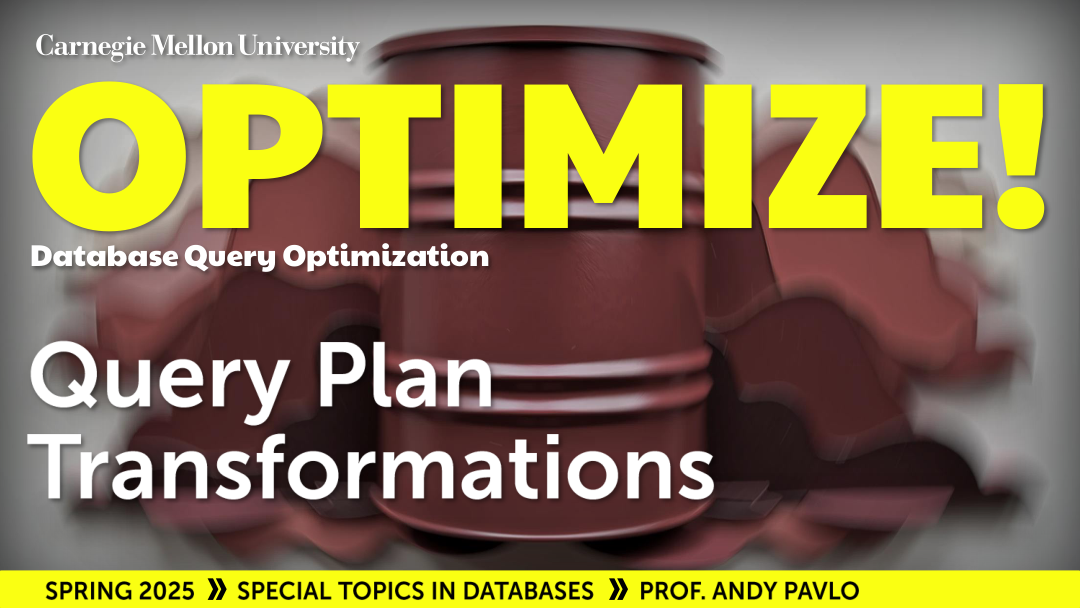 Carnegie Mellon University
OPTIMIZE!
Database Query Optimization
Query Plan
Transformations
SPRING 2025 » SPECIAL TOPICS IN DATABASES » PROF. ANDY PAVLO